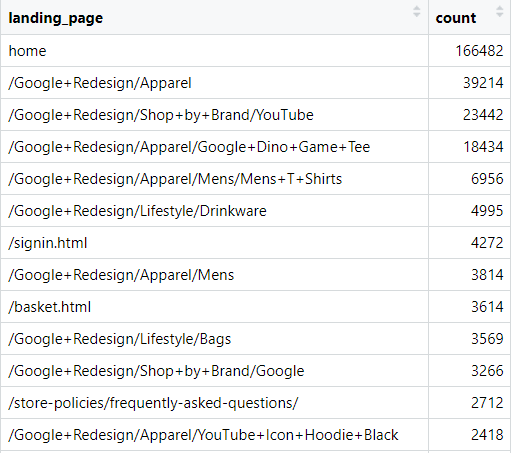 landing_page count
home 166482
/Google+Redesign/Apparel 39214
/Google+Redesign/Shop+by+Brand/YouTube 23442
/Google+Redesign/Apparel/Google+Dino+Game+Tee 18434
/Google+Redesign/Apparel/Mens/Mens+T+Shirts 6956
/Google+Redesign/Lifestyle/Drinkware 4995
/signin.html 4272
/Google+Redesign/Apparel/Mens 3814
/basket.html 3614
/Google+Redesign/Lifestyle/Bags 3569
/Google+Redesign/Shop+by+Brand/Google 3266
/store-policies/frequently-asked-questions/ 2712
/Google+Redesign/Apparel/YouTube+Icon+Hoodie+Black 2418